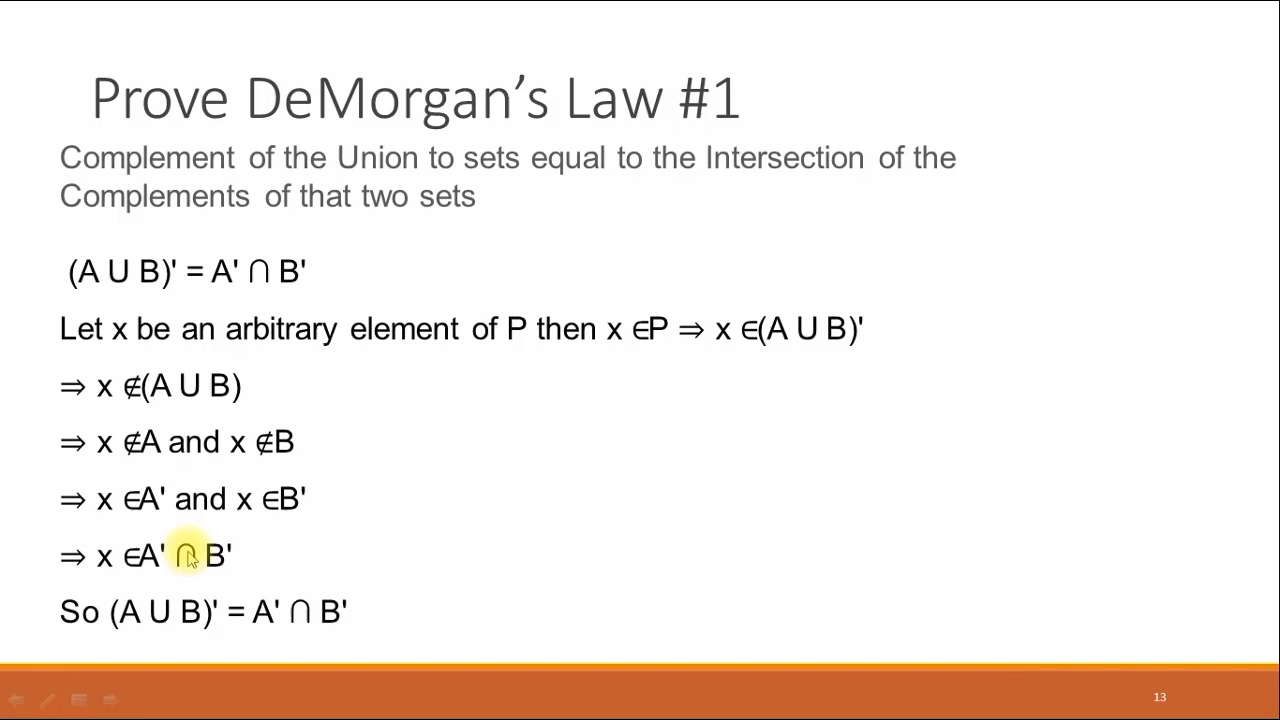 Prove DeMorgan’s Law #1
Complement of the Union to sets equal to the Intersection of the
Complements of that two sets
(A U B)' = A' ∩ B'
Let x be an arbitrary element of P then x ∈P ⇒ x ∈(A U B)'
⇒ x ∉(A U B)
⇒ x ∉A and x ∉B
⇒ x ∈A' and x ∈B'
⇒ x ∈A' ∩ B'
So (A U B)' = A' ∩ B'
13